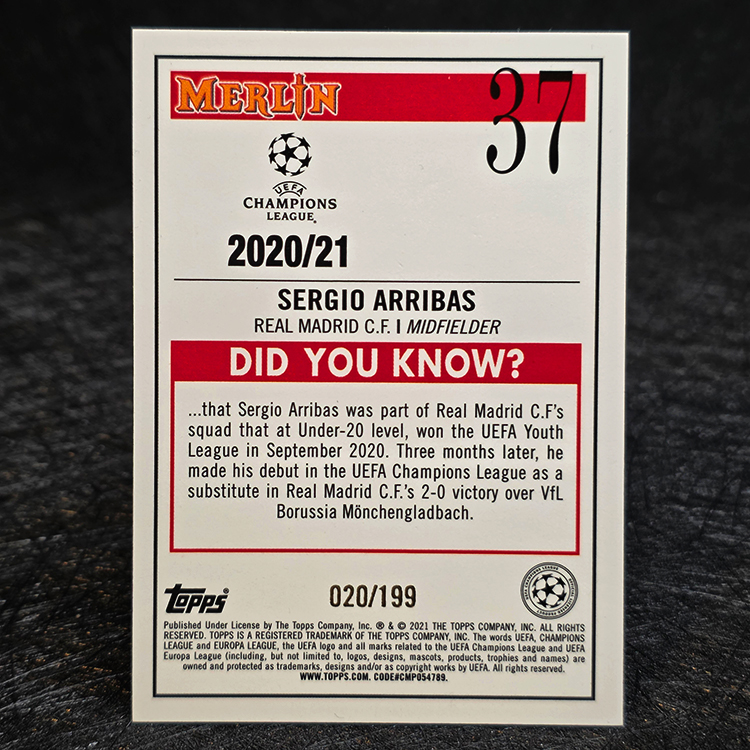 MERLIN
37
UEFA
CHAMPIONS
LEAGUE®
2020/21
SERGIO ARRIBAS
REAL MADRID C.F. | MIDFIELDER
DID YOU KNOW?
...that Sergio Arribas was part of Real Madrid C.F's
squad that at Under-20 level, won the UEFA Youth
League in September 2020. Three months later, he
made his debut in the UEFA Champions League as a
substitute in Real Madrid C.F.'s 2-0 victory over VfL
Borussia Mönchengladbach.
topps®
020/199
Published Under License by The Topps Company, Inc. ® & © 2021 THE TOPPS COMPANY, INC. ALL RIGHTS
RESERVED. TOPPS IS A REGISTERED TRADEMARK OF THE TOPPS COMPANY, INC. The words UEFA, CHAMPIONS
LEAGUE and EUROPA LEAGUE, the UEFA logo and all marks related to the UEFA Champions League and UEFA
Europa League (including, but not limited to, logos, designs, mascots, products, trophies and names) are
owned and protected as trademarks, designs and/or as copyright works by UEFA. All rights reserved.
WWW.TOPPS.COM. CODE#CMP054789.